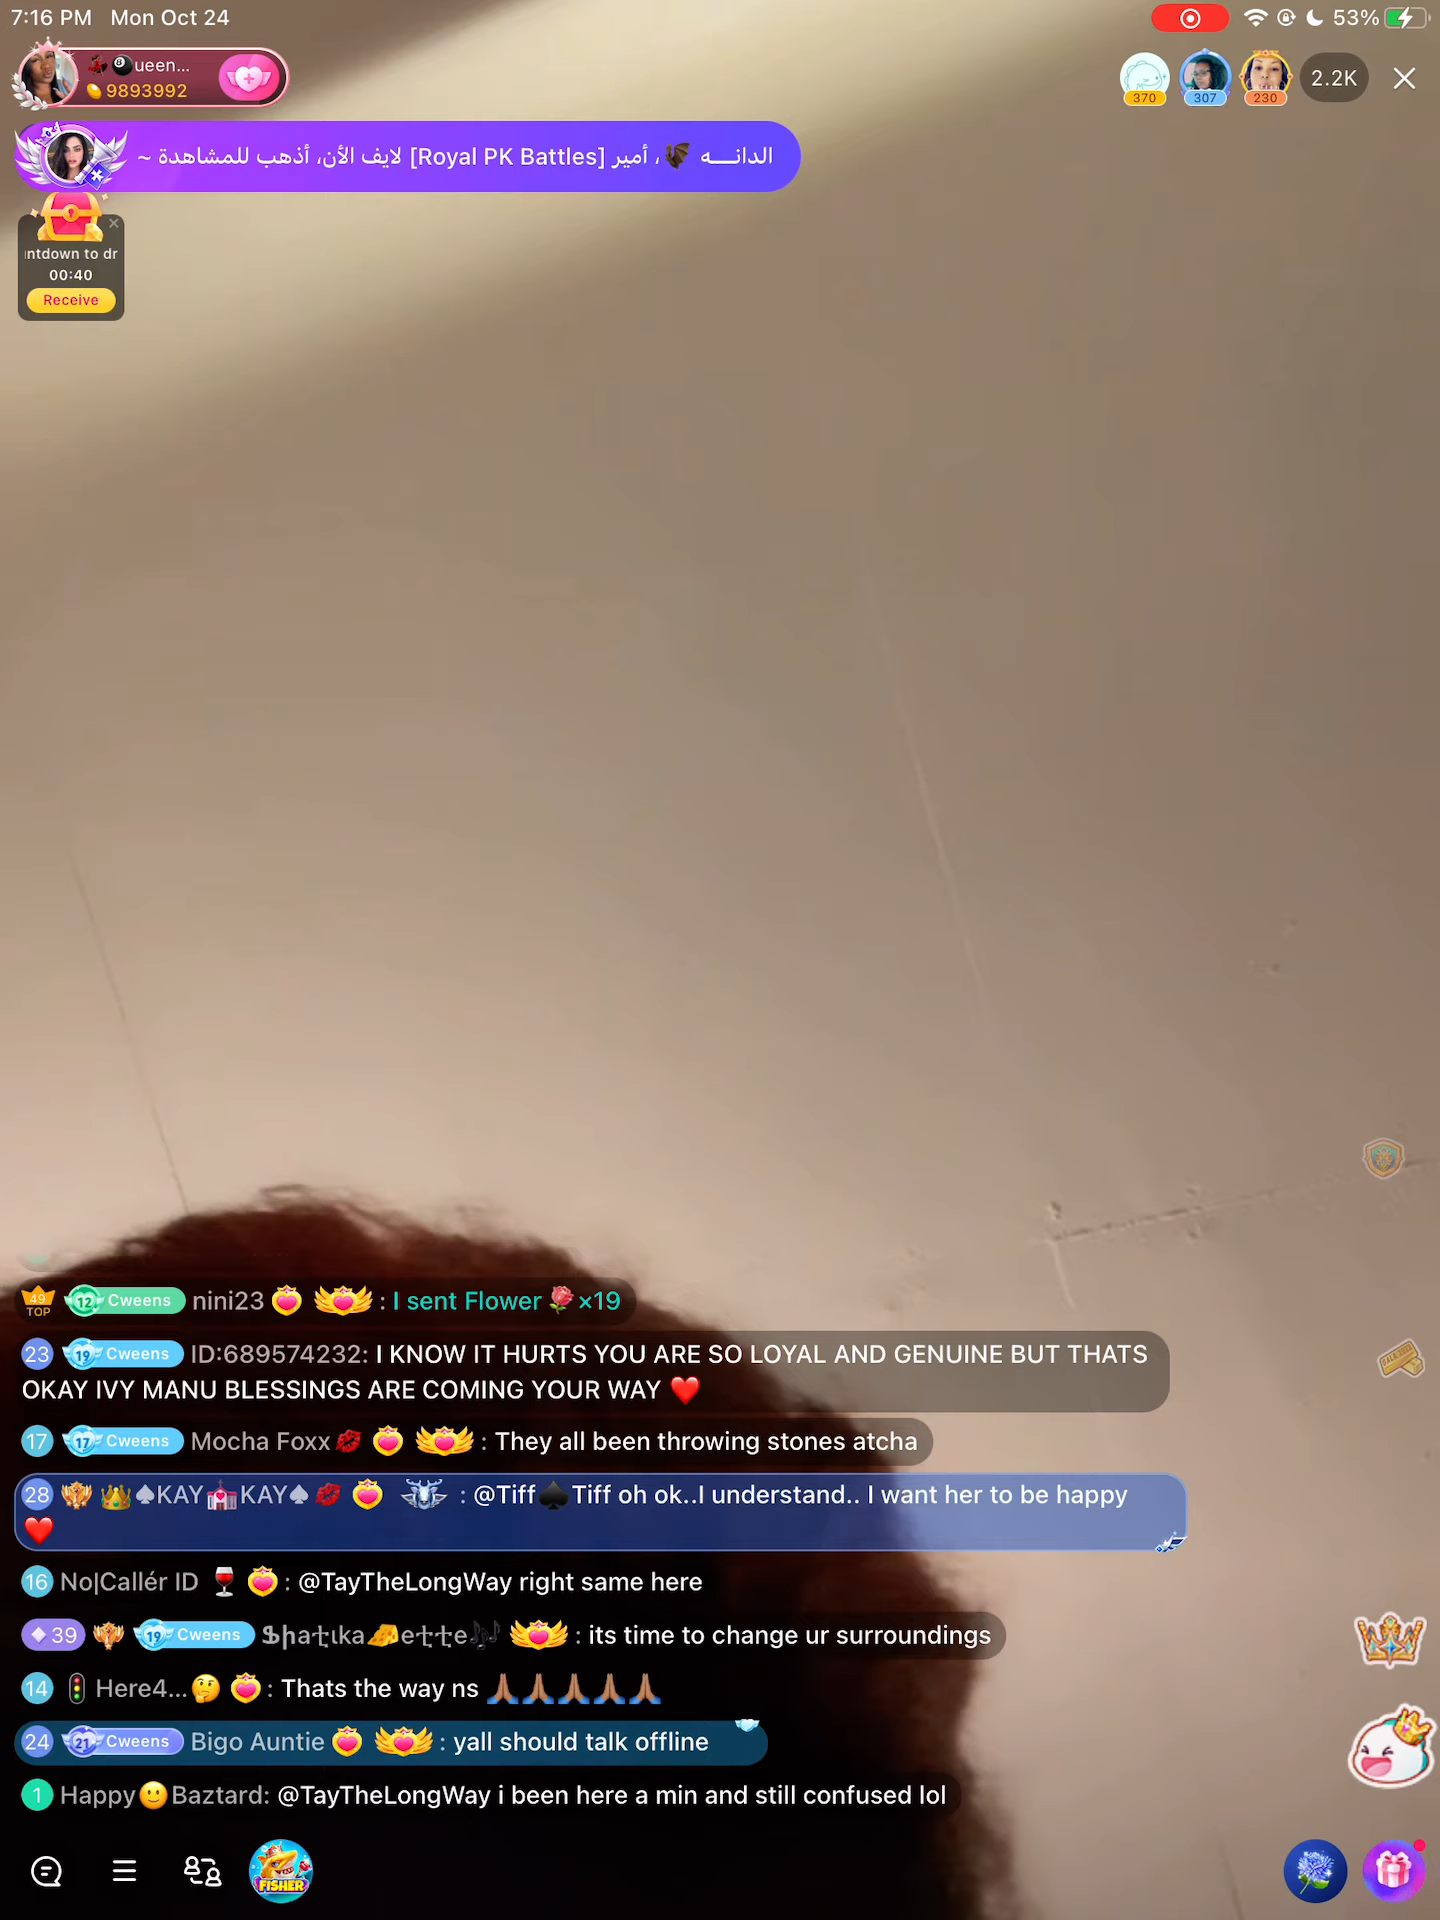 7:16 PM Mon Oct 24
53%
ueen...
9893992
370
307
230
2.2K
الدانـــه 🦇، أمير [Royal PK Battles] لايف الأن، أذهب للمشاهدة ~
ntdown to dr
00:40
Receive
49 TOP 12 Cweens nini23 : I sent Flower🌹×19
23 19 Cweens ID:689574232: I KNOW IT HURTS YOU ARE SO LOYAL AND GENUINE BUT THATS
OKAY IVY MANU BLESSINGS ARE COMING YOUR WAY ❤️
17 17 Cweens Mocha Foxx💋 : They all been throwing stones atcha
28 👑♠KAY💒KAY♠💋 : @Tiff♠Tiff oh ok..I understand.. I want her to be happy
❤️
16 No|Callér ID 🍷 : @TayTheLongWay right same here
39 19 Cweens 𝕾հatιka🧀ette🎶 : its time to change ur surroundings
14 🚦Here4...🤔 : Thats the way ns 🙏🏽🙏🏽🙏🏽🙏🏽🙏🏽
24 21 Cweens Bigo Auntie : yall should talk offline
1 Happy🙂Baztard: @TayTheLongWay i been here a min and still confused lol
FISHER